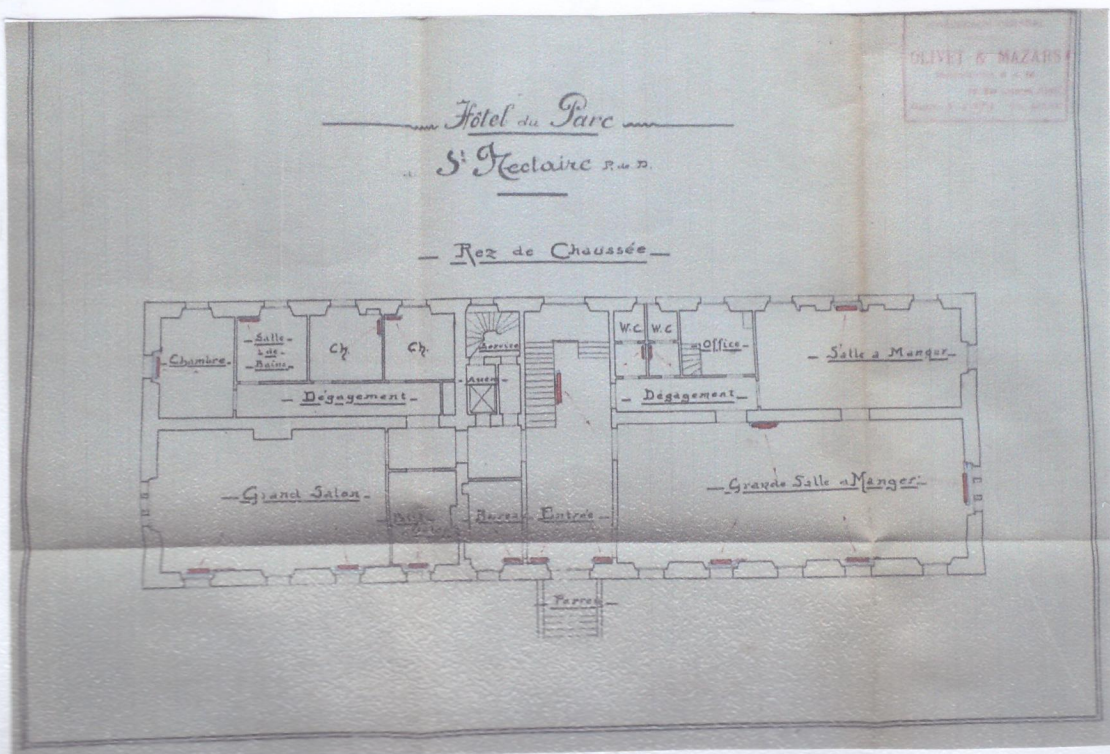 OLIVET & MAZARS
Hôtel du Parc
St Nectaire P. de D.
Rez de Chaussée
Chambre
Salle
de
Bains
Ch.
Ch.
Service
W.C
W.C
Office
Salle à Manger
Dégagement
Dégagement
Grand Salon
Bureau
Entrée
Grande Salle à Manger
Perron